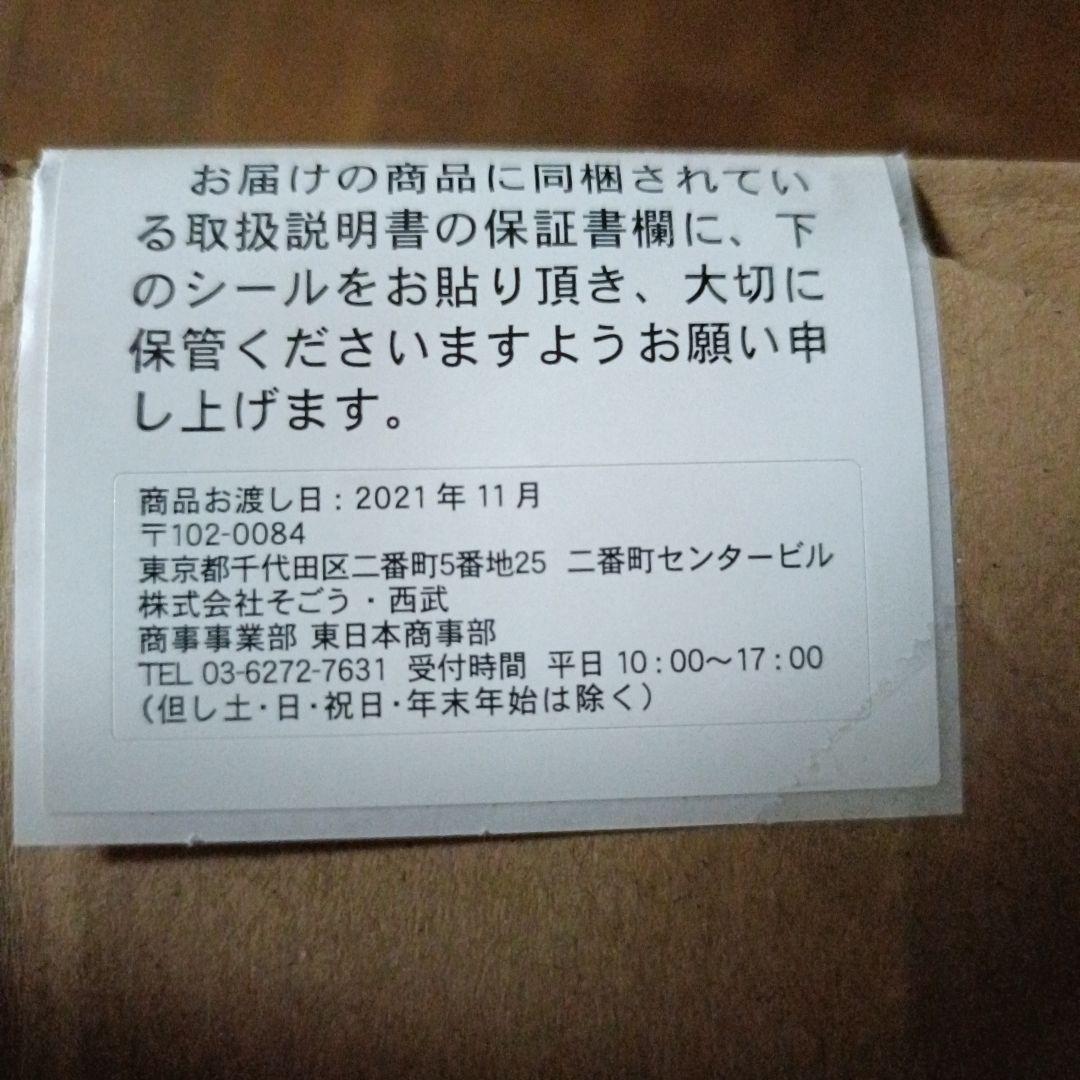 お届けの商品に同梱されてい
る取扱説明書の保証書欄に、下
のシールをお貼り頂き、大切に
保管くださいますようお願い申
し上げます。
商品お渡し日：2021年11月
〒102-0084
東京都千代田区二番町5番地25 二番町センタービル
株式会社そごう・西武
商事事業部 東日本商事部
TEL 03-6272-7631 受付時間 平日 10：00～17：00
（但し土・日・祝日・年末年始は除く）